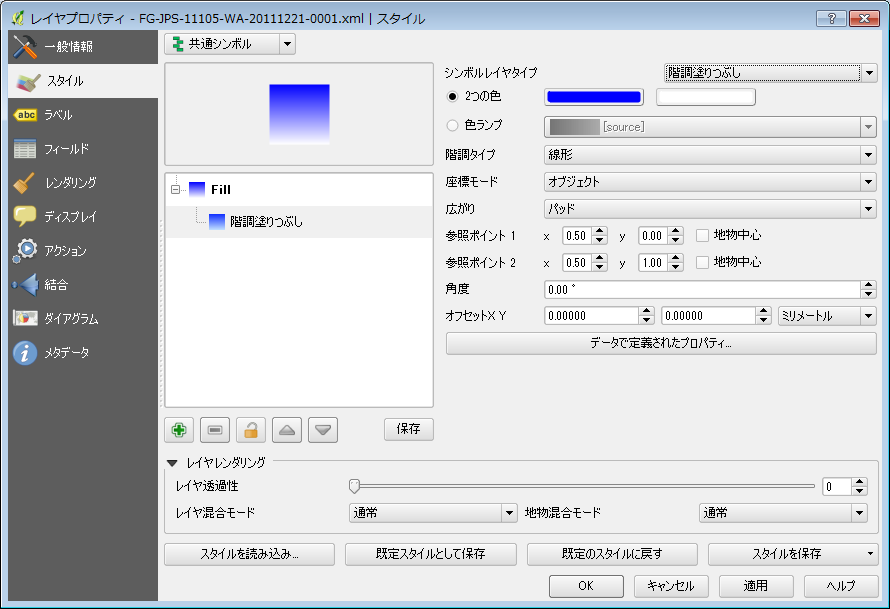 レイヤプロパティ - FG-JPS-11105-WA-20111221-0001.xml | スタイル
一般情報
スタイル
abc ラベル
フィールド
レンダリング
ディスプレイ
アクション
結合
ダイアグラム
メタデータ
共通シンボル
Fill
階調塗りつぶし
保存
シンボルレイヤタイプ 階調塗りつぶし
2つの色
色ランプ [source]
階調タイプ 線形
座標モード オブジェクト
広がり パッド
参照ポイント 1 x 0.50 y 0.00 地物中心
参照ポイント 2 x 0.50 y 1.00 地物中心
角度 0.00 °
オフセットX Y 0.00000 0.00000 ミリメートル
データで定義されたプロパティ...
レイヤレンダリング
レイヤ透過性 0
レイヤ混合モード 通常 地物混合モード 通常
スタイルを読み込み... 既定スタイルとして保存 既定のスタイルに戻す スタイルを保存
OK キャンセル 適用 ヘルプ